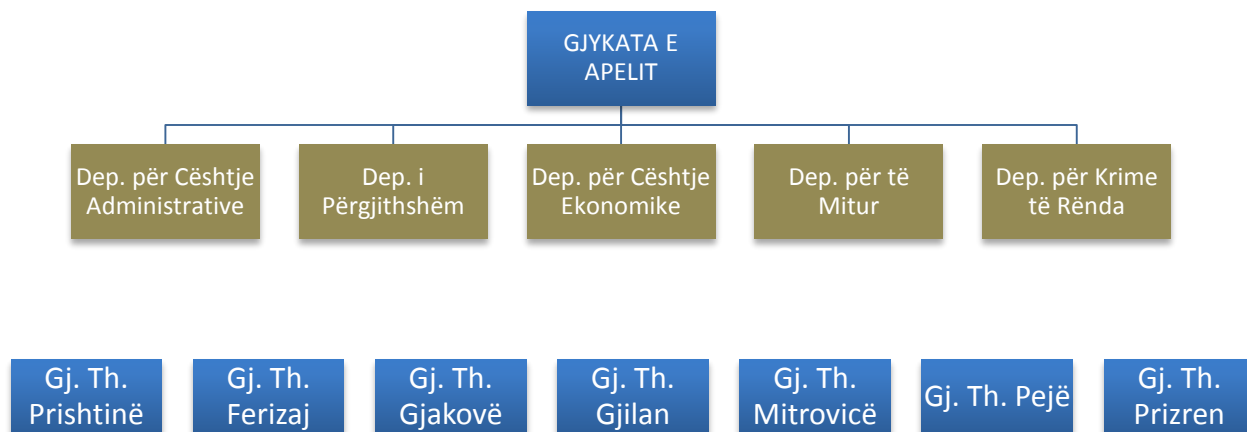 GJYKATA E
APELIT
Dep. për Cështje
Administrative
Dep. i
Përgjithshëm
Dep. për Cështje
Ekonomike
Dep. për të
Mitur
Dep. për Krime
të Rënda
Gj. Th.
Prishtinë
Gj. Th.
Ferizaj
Gj. Th.
Gjakovë
Gj. Th.
Gjilan
Gj. Th.
Mitrovicë
Gj. Th. Pejë
Gj. Th.
Prizren